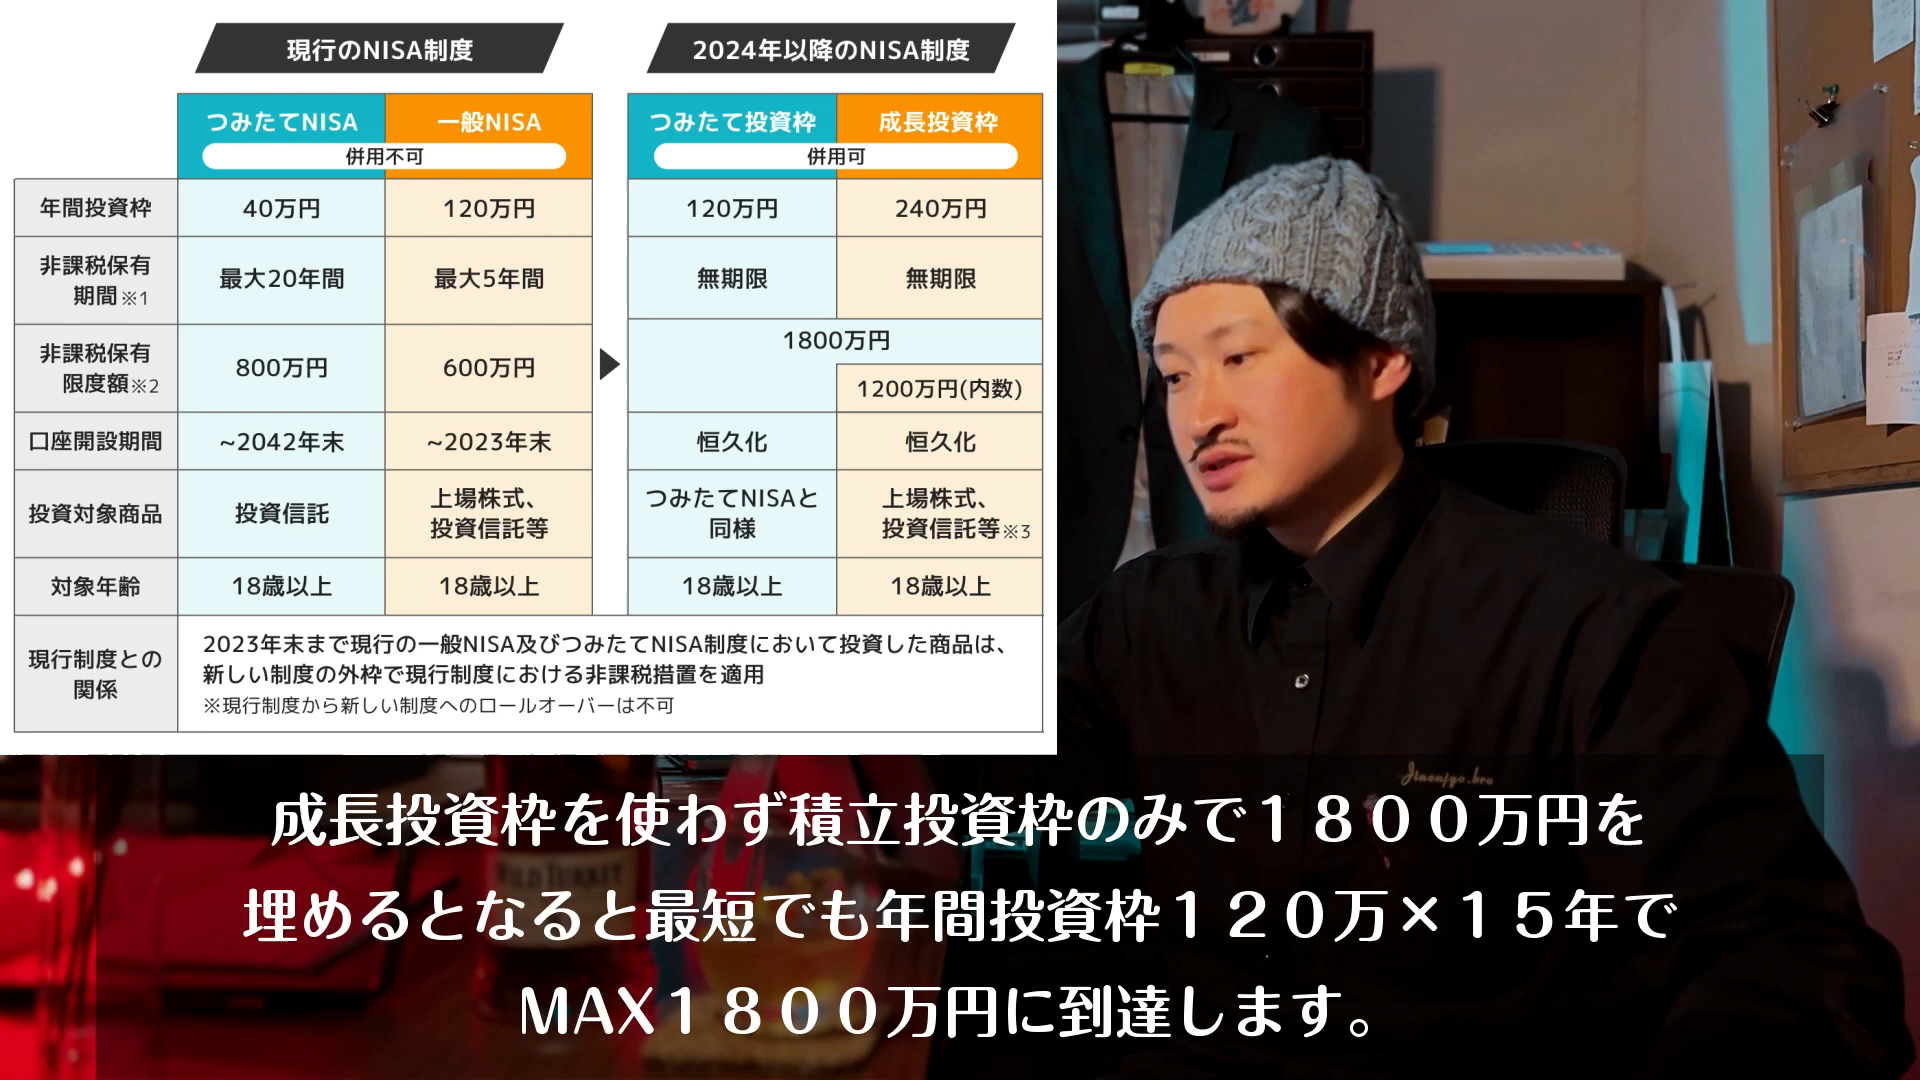 現行のNISA制度
2024年以降のNISA制度
つみたてNISA
一般NISA
併用不可
つみたて投資枠
成長投資枠
併用可
年間投資枠
40万円
120万円
120万円
240万円
非課税保有
期間※1
最大20年間
最大5年間
無期限
無期限
非課税保有
限度額※2
800万円
600万円
1800万円
1200万円(内数)
口座開設期間
~2042年末
~2023年末
恒久化
恒久化
投資対象商品
投資信託
上場株式、
投資信託等
つみたてNISAと
同様
上場株式、
投資信託等※3
対象年齢
18歳以上
18歳以上
18歳以上
18歳以上
現行制度との
関係
2023年末まで現行の一般NISA及びつみたてNISA制度において投資した商品は、
新しい制度の外枠で現行制度における非課税措置を適用
※現行制度から新しい制度へのロールオーバーは不可
Jinenjyo.bro
WILD TURKEY
成長投資枠を使わず積立投資枠のみで１８００万円を
埋めるとなると最短でも年間投資枠１２０万×１５年で
MAX１８００万円に到達します。